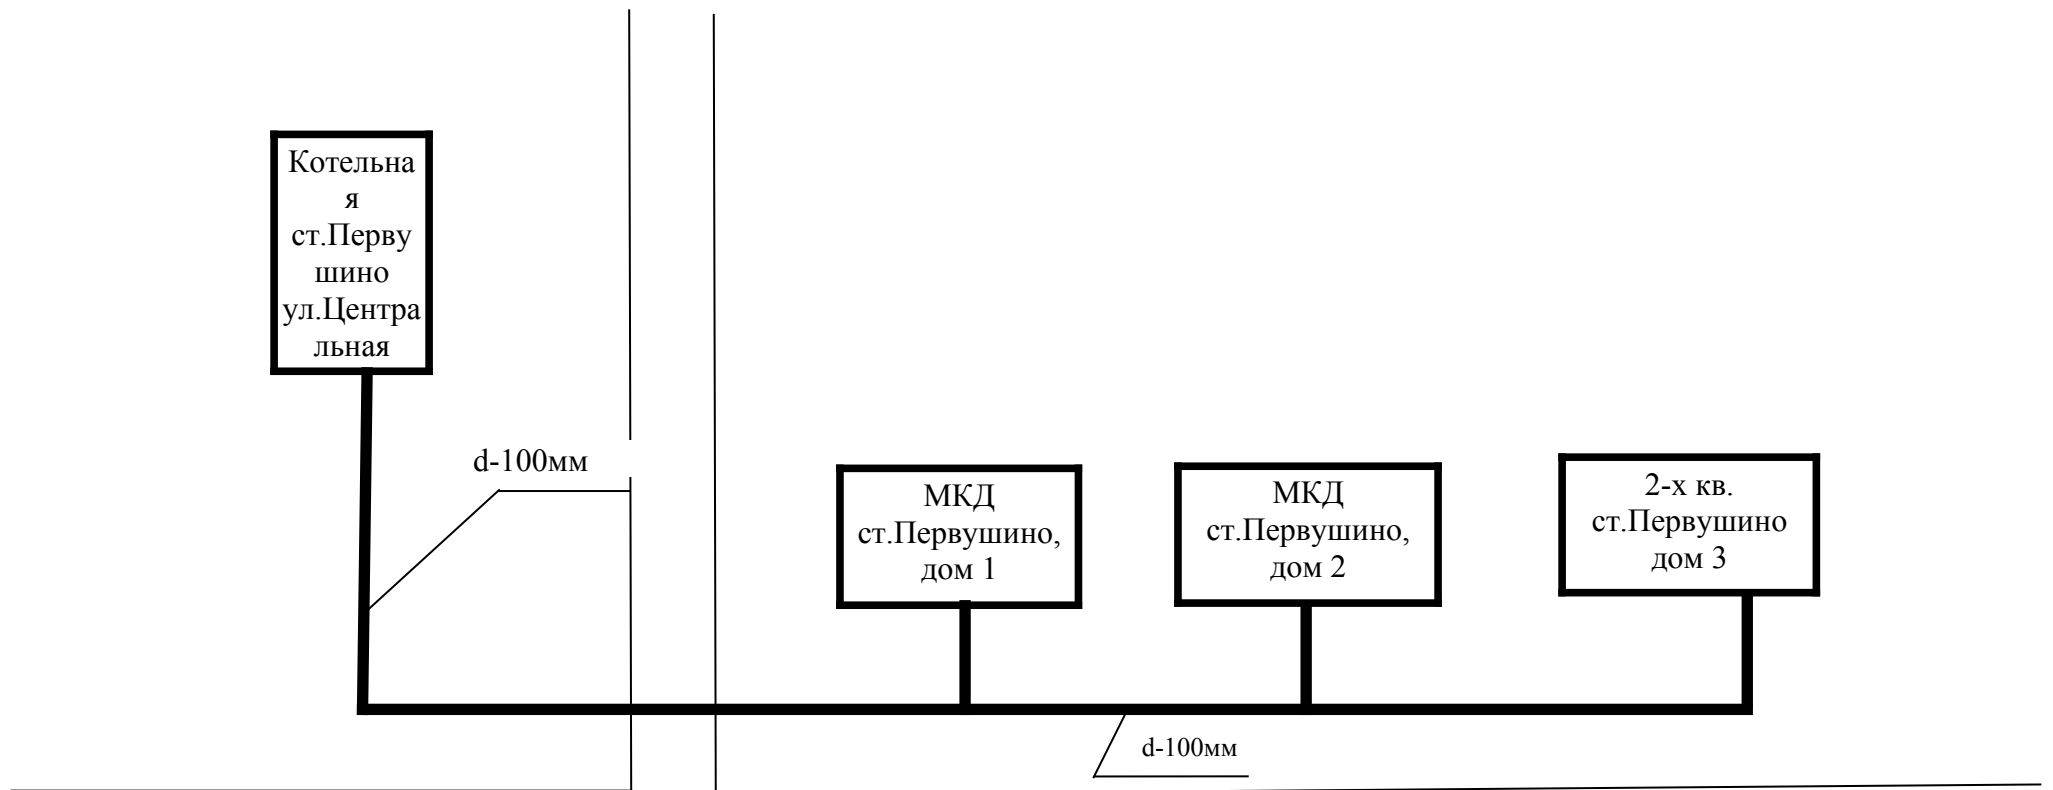 Котельна
я
ст.Перву
шино
ул.Центра
льная
d-100мм
МКД
ст.Первушино,
дом 1
МКД
ст.Первушино,
дом 2
2-х кв.
ст.Первушино
дом 3
d-100мм